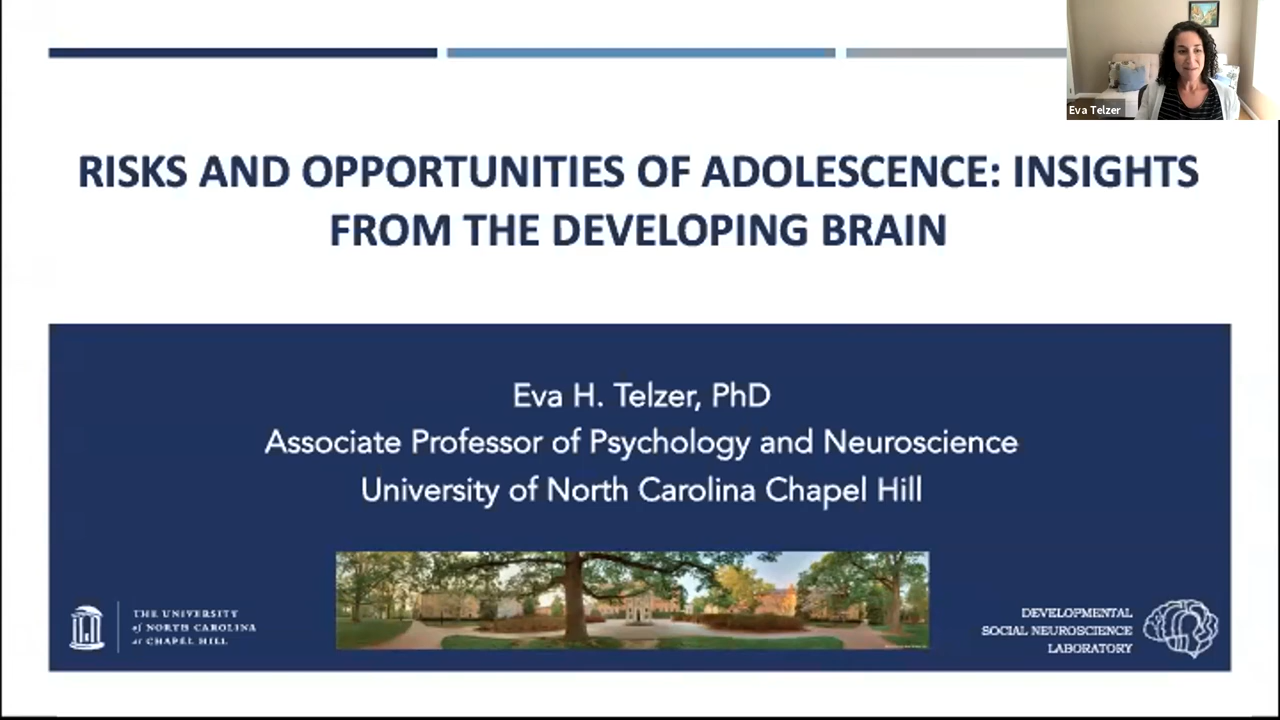 Eva Telzer
RISKS AND OPPORTUNITIES OF ADOLESCENCE: INSIGHTS
FROM THE DEVELOPING BRAIN
Eva H. Telzer, PhD
Associate Professor of Psychology and Neuroscience
University of North Carolina Chapel Hill
THE UNIVERSITY
of NORTH CAROLINA
at CHAPEL HILL
DEVELOPMENTAL
SOCIAL NEUROSCIENCE
LABORATORY